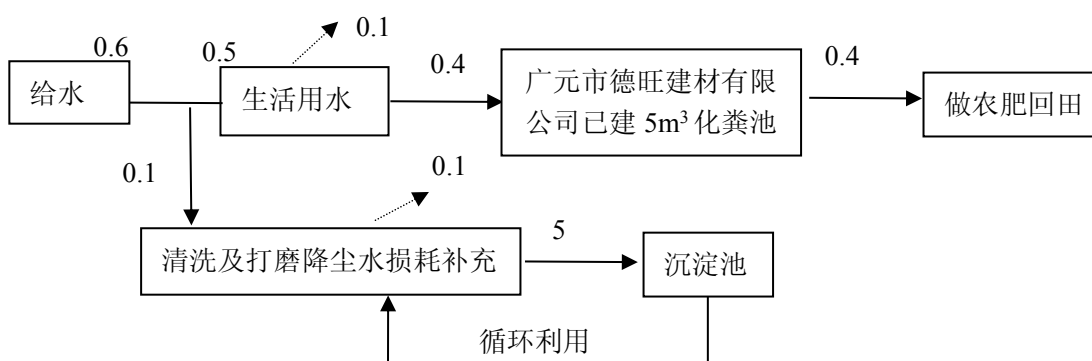 0.1
0.6
0.5
0.4
0.4
给水
生活用水
广元市德旺建材有限
公司已建 5m³ 化粪池
做农肥回田
0.1
0.1
清洗及打磨降尘水损耗补充
5
沉淀池
循环利用